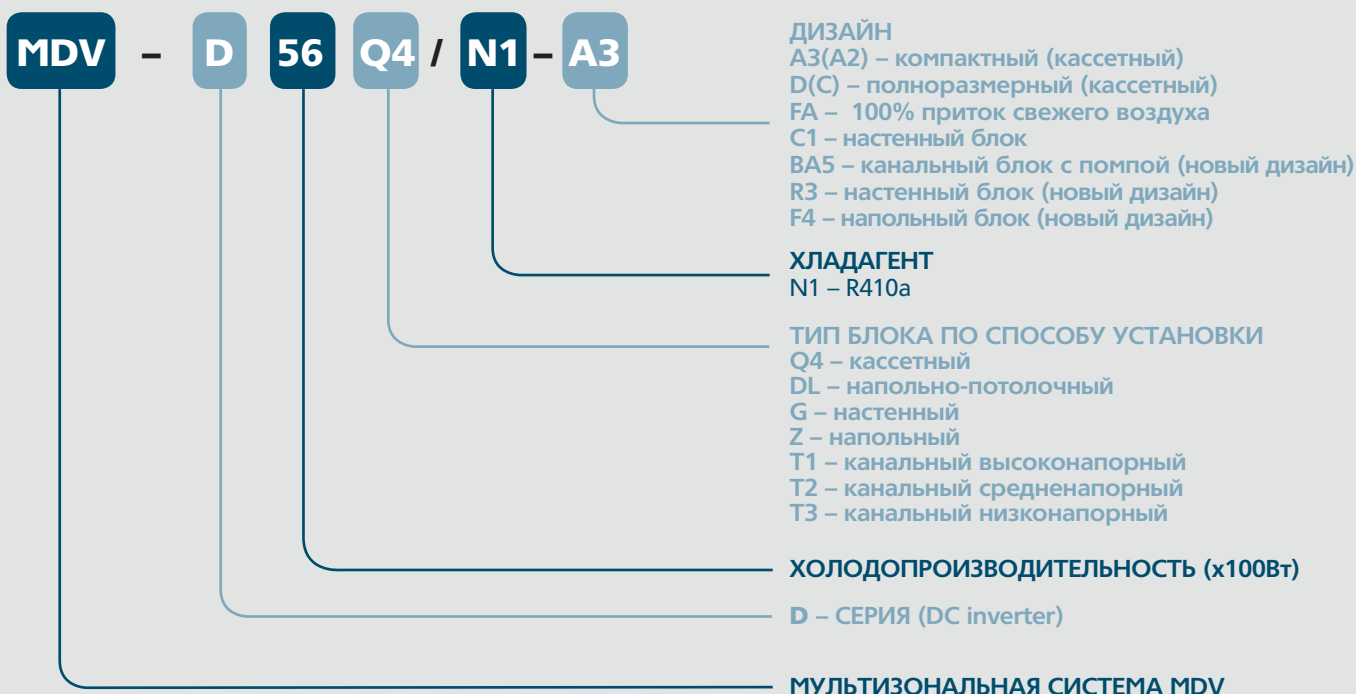 MDV – D 56 Q4 / N1 – A3
ДИЗАЙН
A3(A2) – компактный (кассетный)
D(C) – полноразмерный (кассетный)
FA – 100% приток свежего воздуха
C1 – настенный блок
BA5 – канальный блок с помпой (новый дизайн)
R3 – настенный блок (новый дизайн)
F4 – напольный блок (новый дизайн)
ХЛАДАГЕНТ
N1 – R410a
ТИП БЛОКА ПО СПОСОБУ УСТАНОВКИ
Q4 – кассетный
DL – напольно-потолочный
G – настенный
Z – напольный
T1 – канальный высоконапорный
T2 – канальный средненапорный
T3 – канальный низконапорный
ХОЛОДОПРОИЗВОДИТЕЛЬНОСТЬ (х100Вт)
D – СЕРИЯ (DC inverter)
МУЛЬТИЗОНАЛЬНАЯ СИСТЕМА MDV